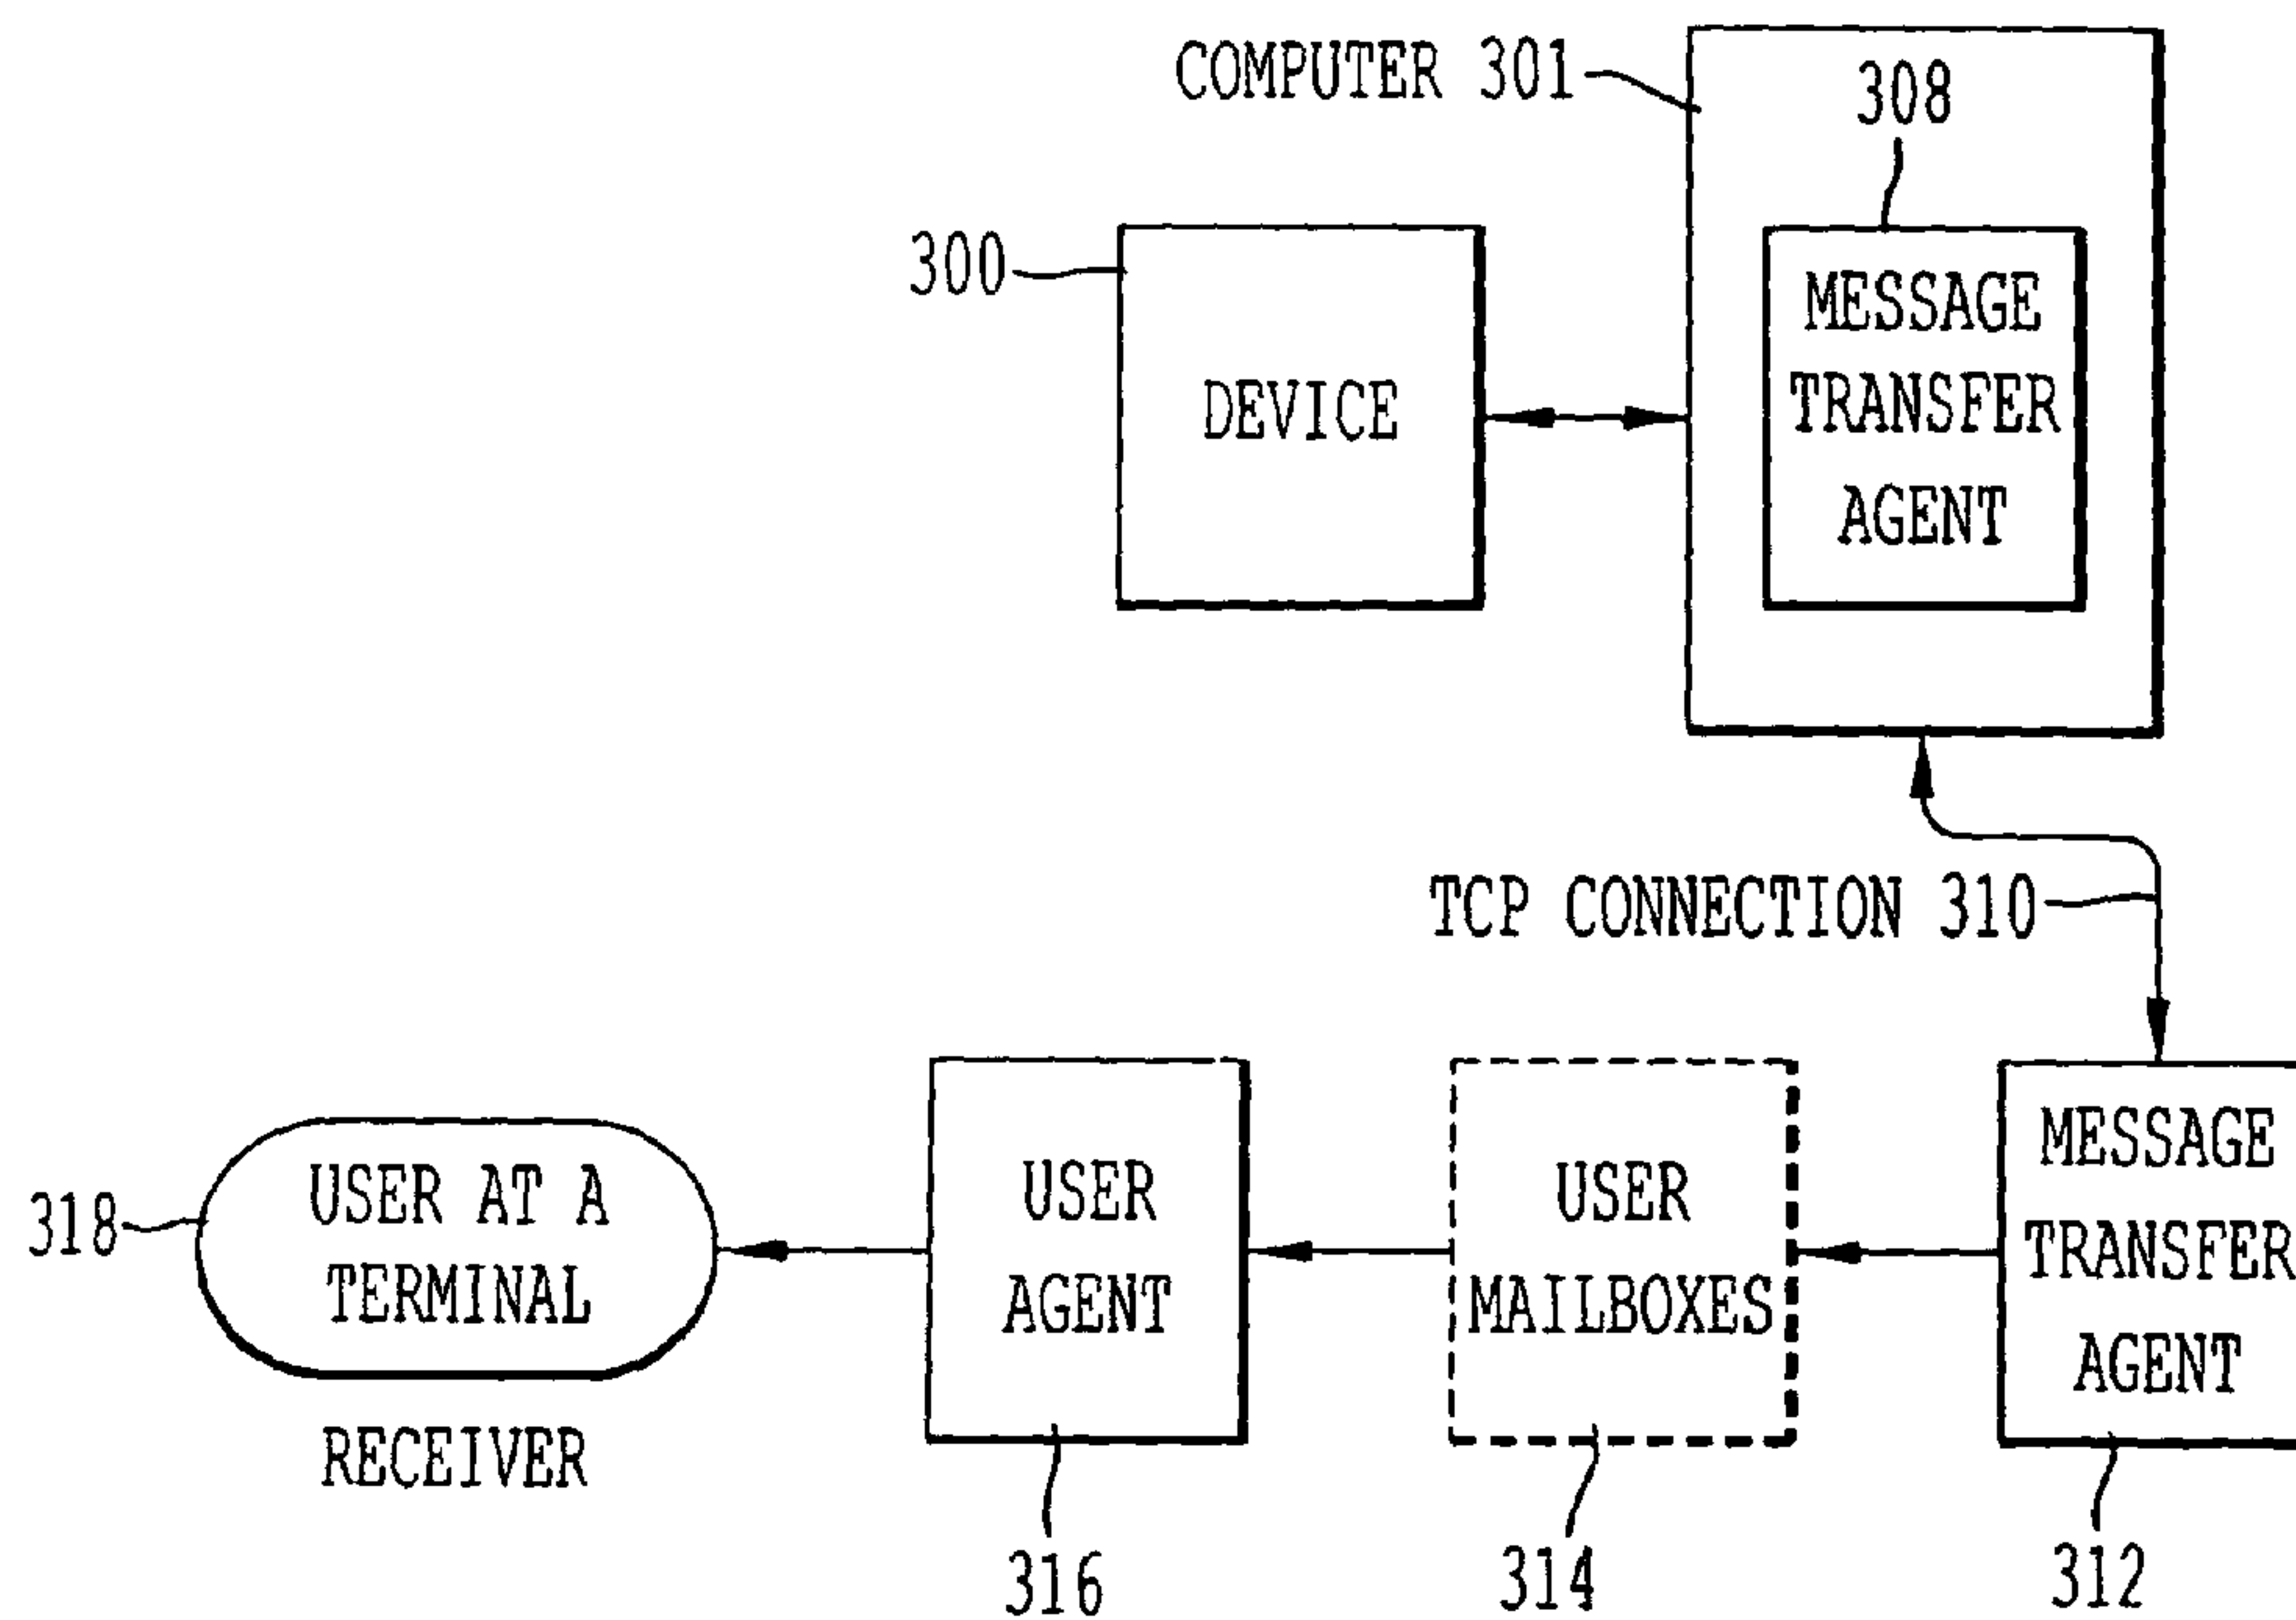 COMPUTER 301
308
300
DEVICE
MESSAGE
TRANSFER
AGENT
TCP CONNECTION 310
318
USER AT A
TERMINAL
RECEIVER
USER
AGENT
316
USER
MAILBOXES
314
MESSAGE
TRANSFER
AGENT
312